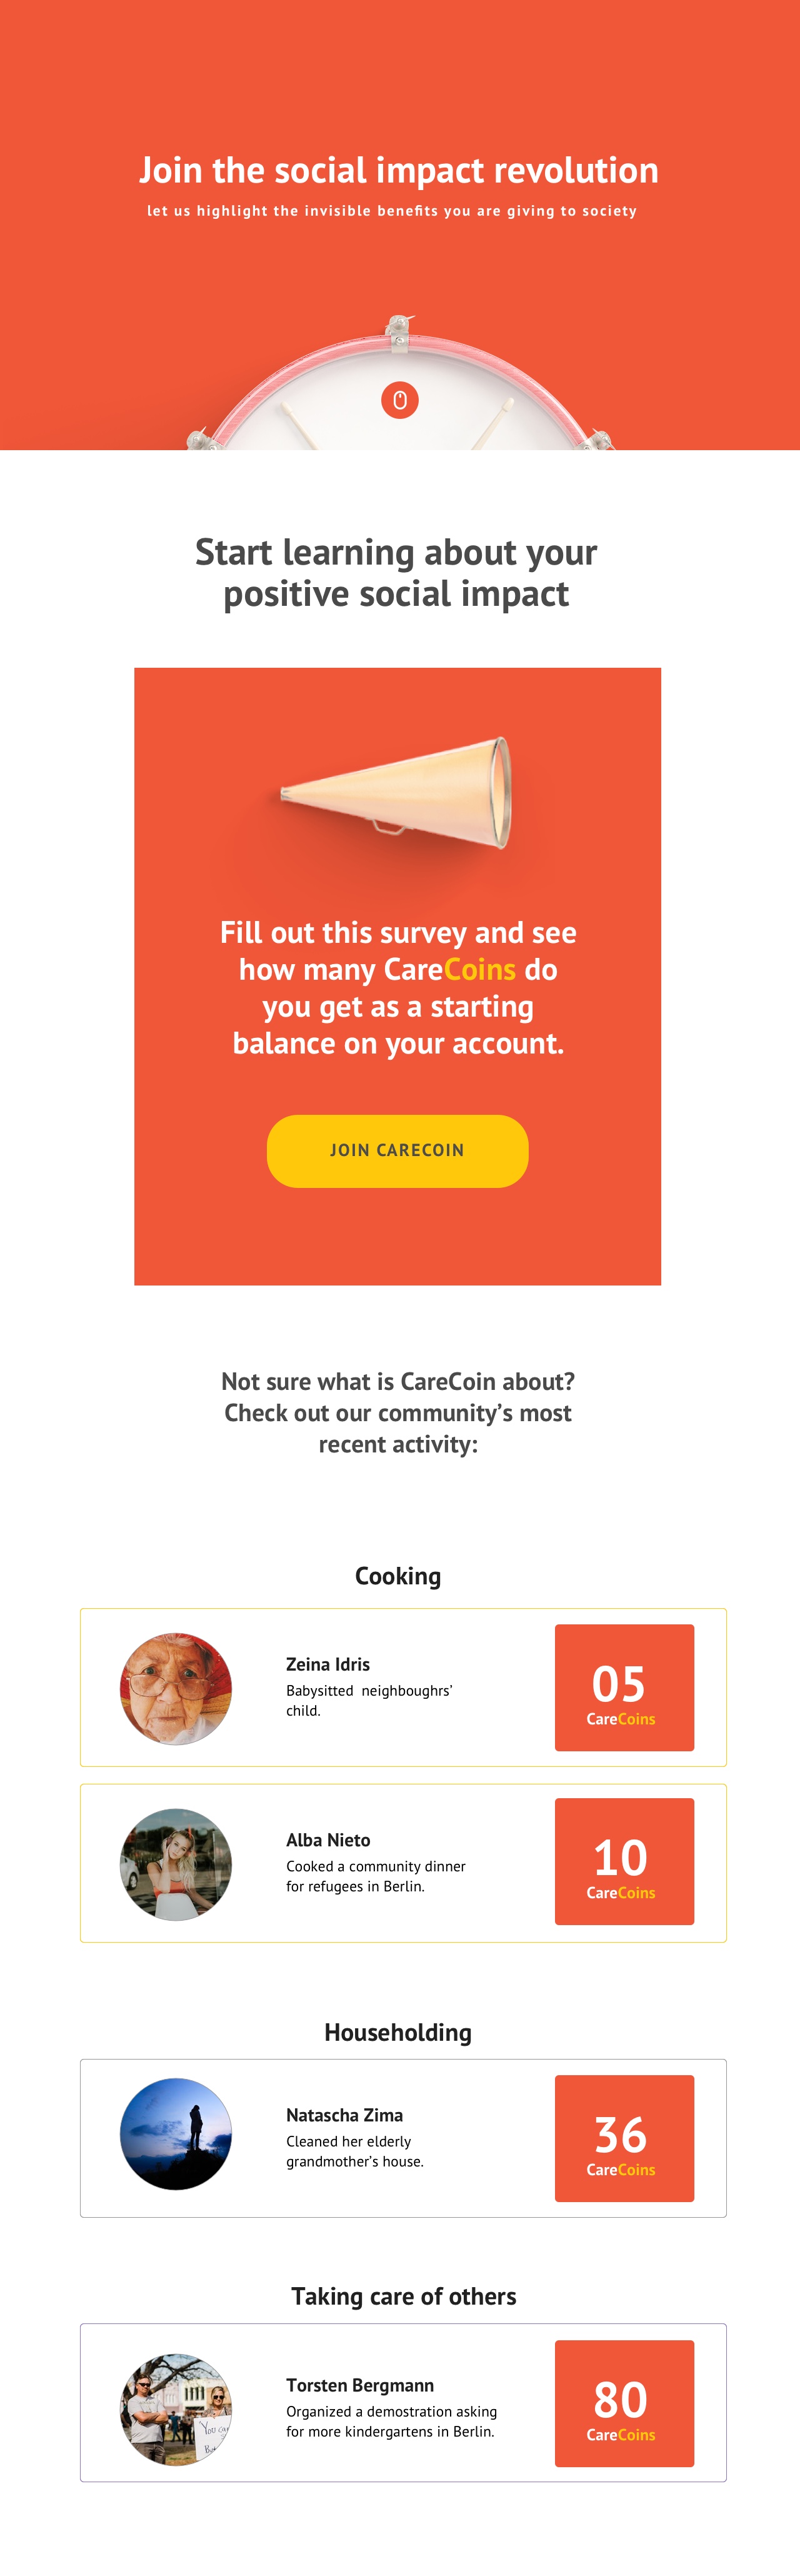 Join the social impact revolution
let us highlight the invisible benefits you are giving to society
Start learning about your
positive social impact
Fill out this survey and see
how many CareCoins do
you get as a starting
balance on your account.
JOIN CARECOIN
Not sure what is CareCoin about?
Check out our community’s most
recent activity:
Cooking
Zeina Idris
Babysitted neighboughrs’
child.
05
CareCoins
Alba Nieto
Cooked a community dinner
for refugees in Berlin.
10
CareCoins
Householding
Natascha Zima
Cleaned her elderly
grandmother’s house.
36
CareCoins
Taking care of others
You
Torsten Bergmann
Organized a demostration asking
for more kindergartens in Berlin.
80
CareCoins